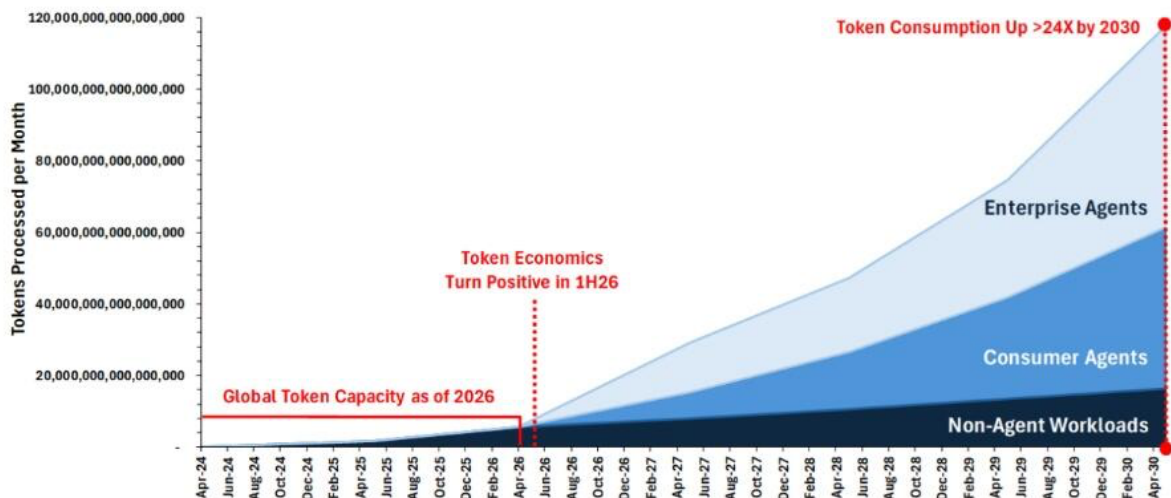 120,000,000,000,000,000
100,000,000,000,000,000
80,000,000,000,000,000
60,000,000,000,000,000
40,000,000,000,000,000
20,000,000,000,000,000
-
Tokens Processed per Month
Token Consumption Up >24X by 2030
Enterprise Agents
Token Economics
Turn Positive in 1H26
Consumer Agents
Global Token Capacity as of 2026
Non-Agent Workloads
Apr-24
Jun-24
Aug-24
Oct-24
Dec-24
Feb-25
Apr-25
Jun-25
Aug-25
Oct-25
Dec-25
Feb-26
Apr-26
Jun-26
Aug-26
Oct-26
Dec-26
Feb-27
Apr-27
Jun-27
Aug-27
Oct-27
Dec-27
Feb-28
Apr-28
Jun-28
Aug-28
Oct-28
Dec-28
Feb-29
Apr-29
Jun-29
Aug-29
Oct-29
Dec-29
Feb-30
Apr-30